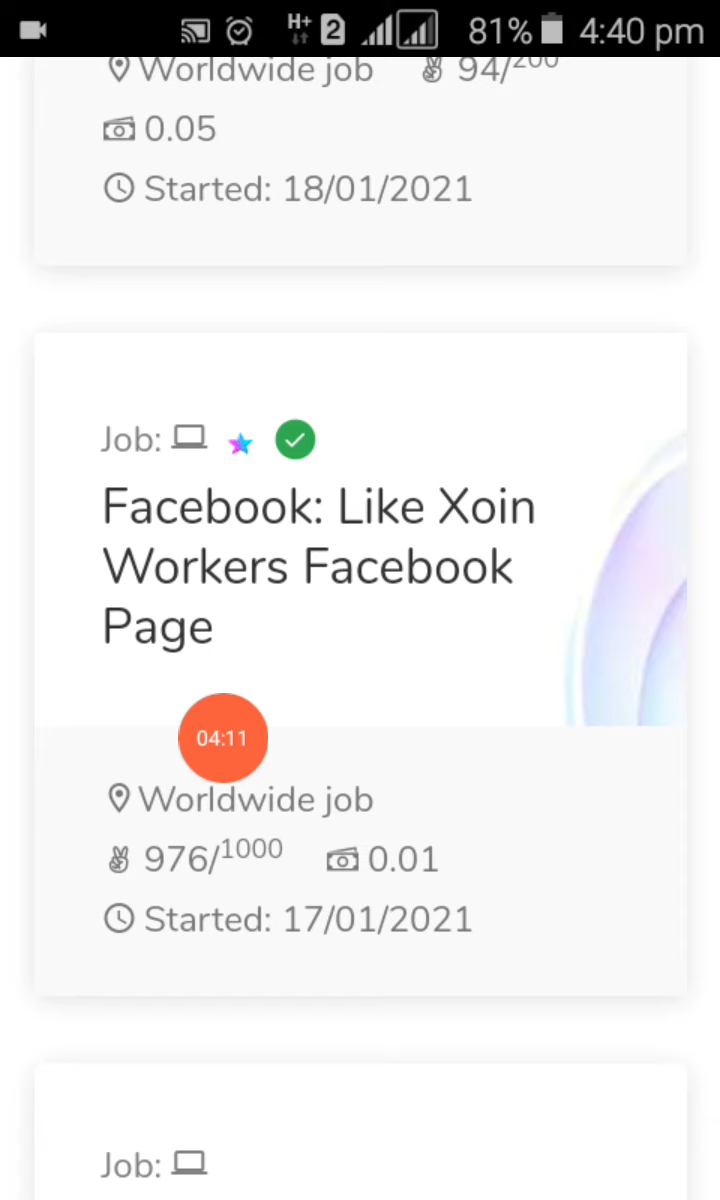 H+ 2 81% 4:40 pm
Worldwide job 94/200
0.05
Started: 18/01/2021
Job:
Facebook: Like Xoin
Workers Facebook
Page
04:11
Worldwide job
976/1000 0.01
Started: 17/01/2021
Job: